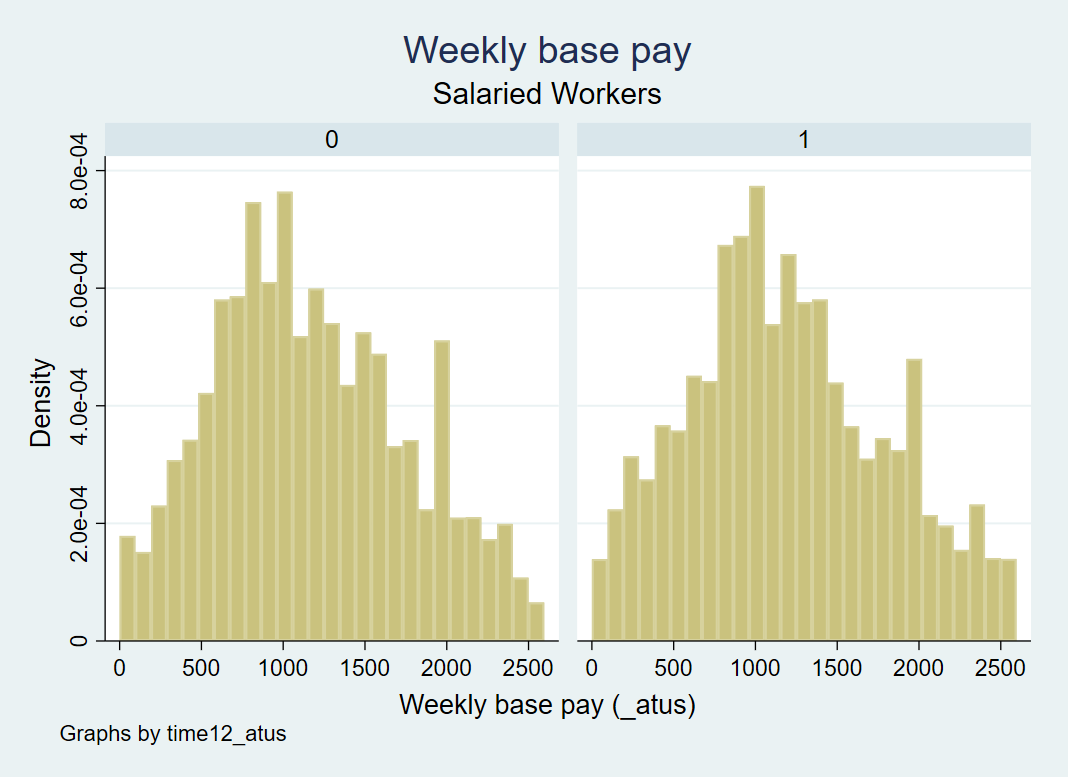 Weekly base pay
Salaried Workers
0 1
Density
8.0e-04
6.0e-04
4.0e-04
2.0e-04
0
0 500 1000 1500 2000 2500 0 500 1000 1500 2000 2500
Weekly base pay (_atus)
Graphs by time12_atus